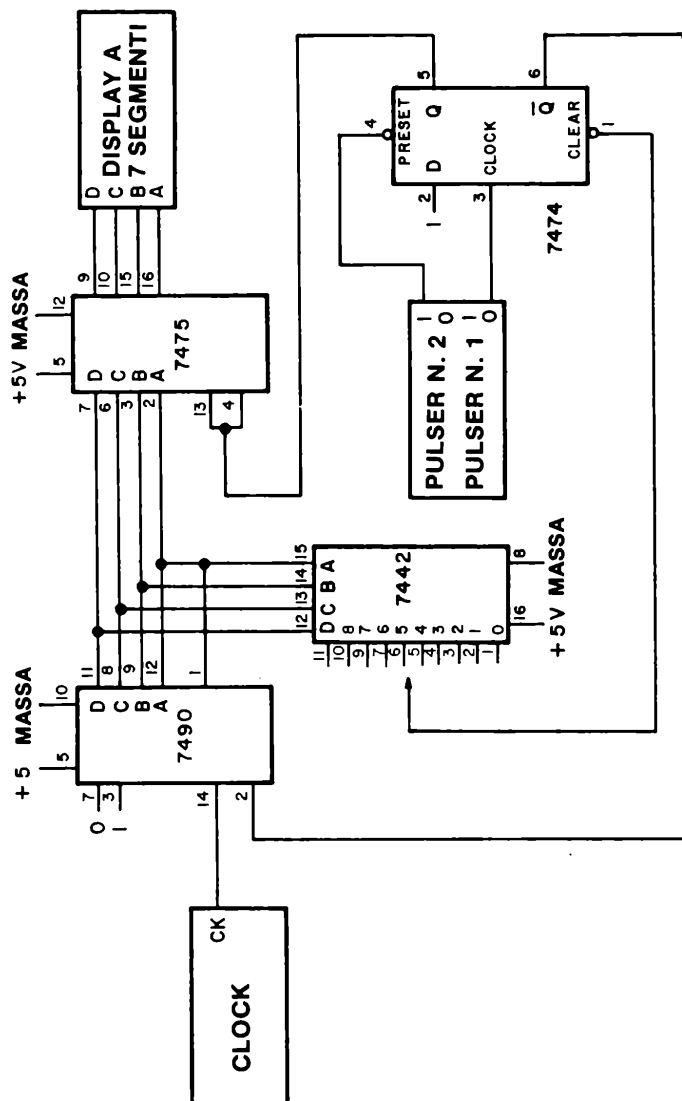 CLOCK
CK
+5 MASSA
5 10
7 3 14 2
0 1
7490
D C B A
11 8 9 12 1
+5V MASSA
5 12
7 6 3 2
D C B A
13 4
7475
9 10 15 16
D C B A
DISPLAY A
7 SEGMENTI
12 13 14 15
D C B A
7442
8 7 6 5 4 3 2 1 0
11 10 9 7 6 5 4 3 2 1
16 8
+5V MASSA
PULSER N. 2 1 0
PULSER N. 1 1 0
4
PRESET
1 2 D Q 5
3 CLOCK
Q̅ 6
CLEAR
1
7474